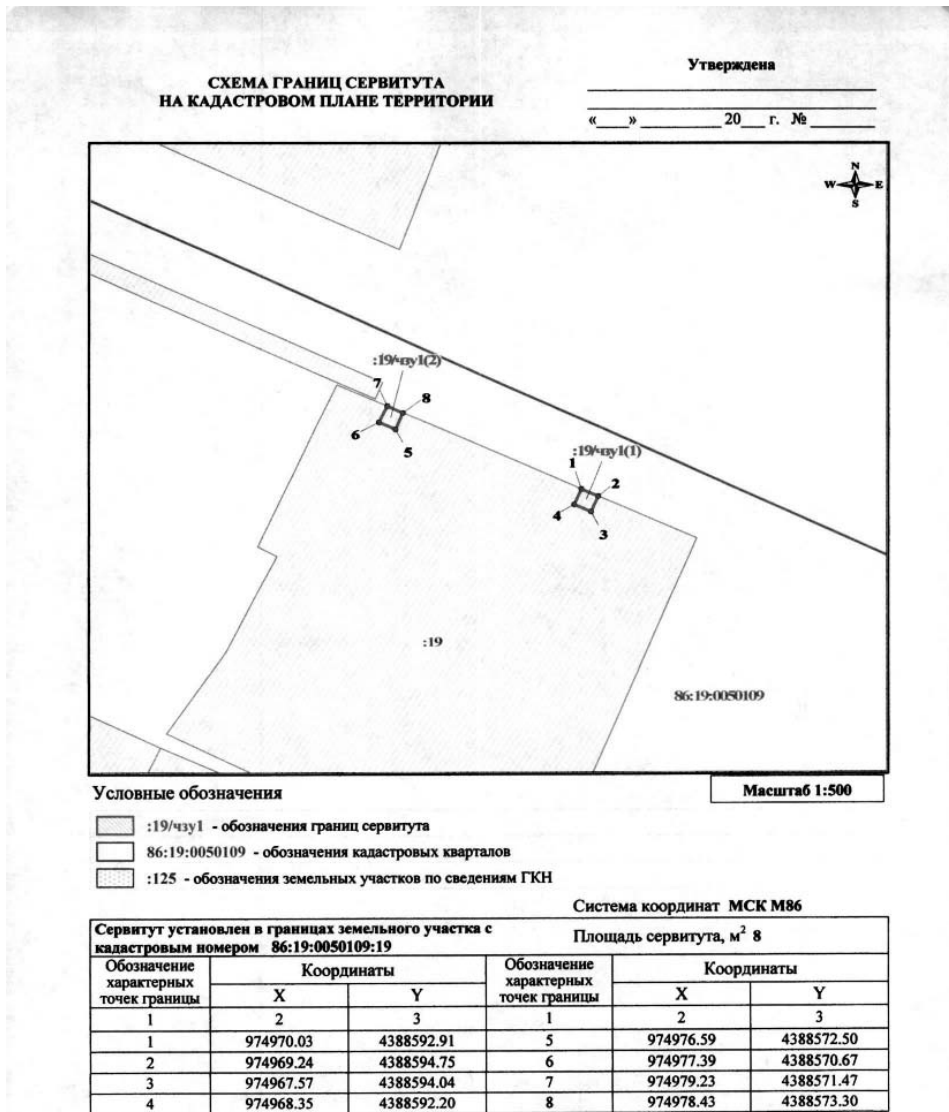 Утверждена
СХЕМА ГРАНИЦ СЕРВИТУТА
НА КАДАСТРОВОМ ПЛАНЕ ТЕРРИТОРИИ
«____» ____________ 20___ г. № ________
N
W E
S
:19/чзу1(2)
7
8
6
5
:19/чзу1(1)
1
2
4
3
:19
86:19:0050109
Условные обозначения
Масштаб 1:500
:19/чзу1 - обозначения границ сервитута
86:19:0050109 - обозначения кадастровых кварталов
:125 - обозначения земельных участков по сведениям ГКН
Система координат МСК М86
Сервитут установлен в границах земельного участка с
кадастровым номером 86:19:0050109:19
Площадь сервитута, м² 8
Обозначение характерных точек границы Координаты Обозначение характерных точек границы Координаты
X Y X Y
1 2 3 1 2 3
1 974970.03 4388592.91 5 974976.59 4388572.50
2 974969.24 4388594.75 6 974977.39 4388570.67
3 974967.57 4388594.04 7 974979.23 4388571.47
4 974968.35 4388592.20 8 974978.43 4388573.30